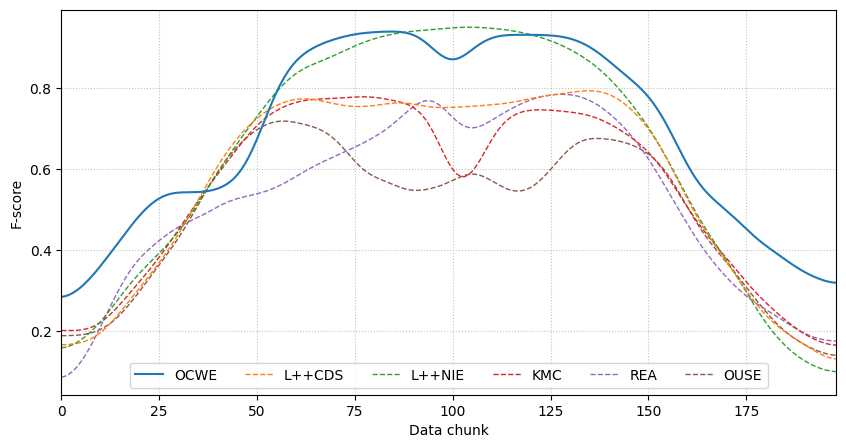 F-score
0.8
0.6
0.4
0.2
OCWE L++CDS L++NIE KMC REA OUSE
0 25 50 75 100 125 150 175
Data chunk